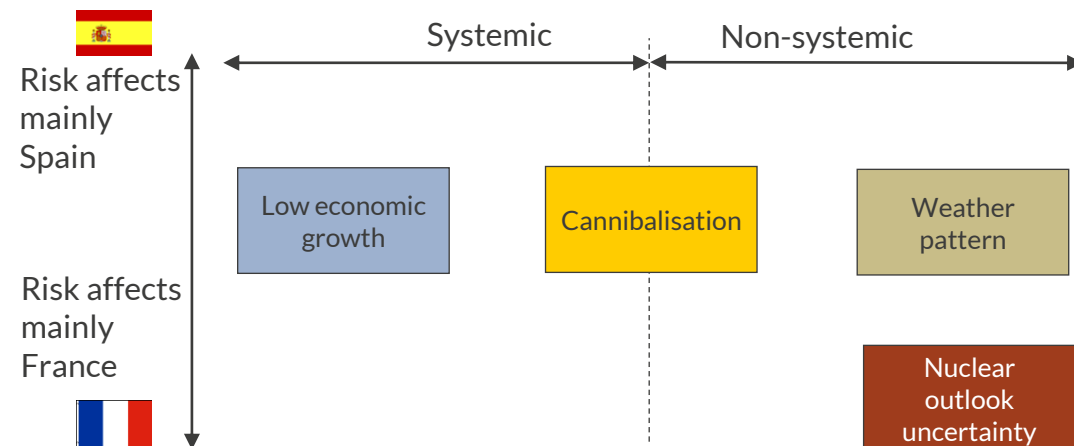 Systemic
Non-systemic
Risk affects
mainly
Spain
Low economic
growth
Cannibalisation
Weather
pattern
Risk affects
mainly
France
Nuclear
outlook
uncertainty